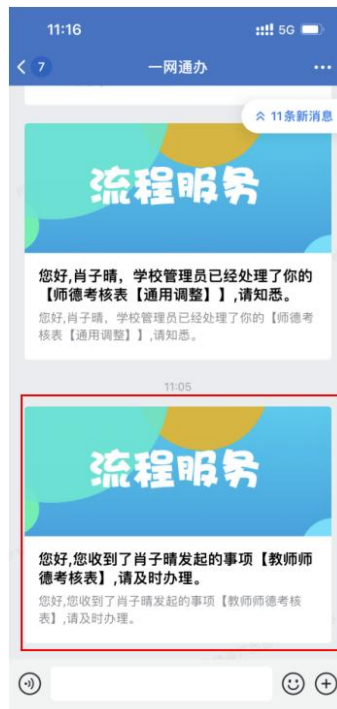 11:16
5G
7
一网通办
11条新消息
流程服务
您好,肖子晴，学校管理员已经处理了你的
【师德考核表【通用调整】】,请知悉。
您好,肖子晴，学校管理员已经处理了你的【师德考
核表【通用调整】】,请知悉。
11:05
流程服务
您好,您收到了肖子晴发起的事项【教师师
德考核表】,请及时办理。
您好,您收到了肖子晴发起的事项【教师师德考核
表】,请及时办理。